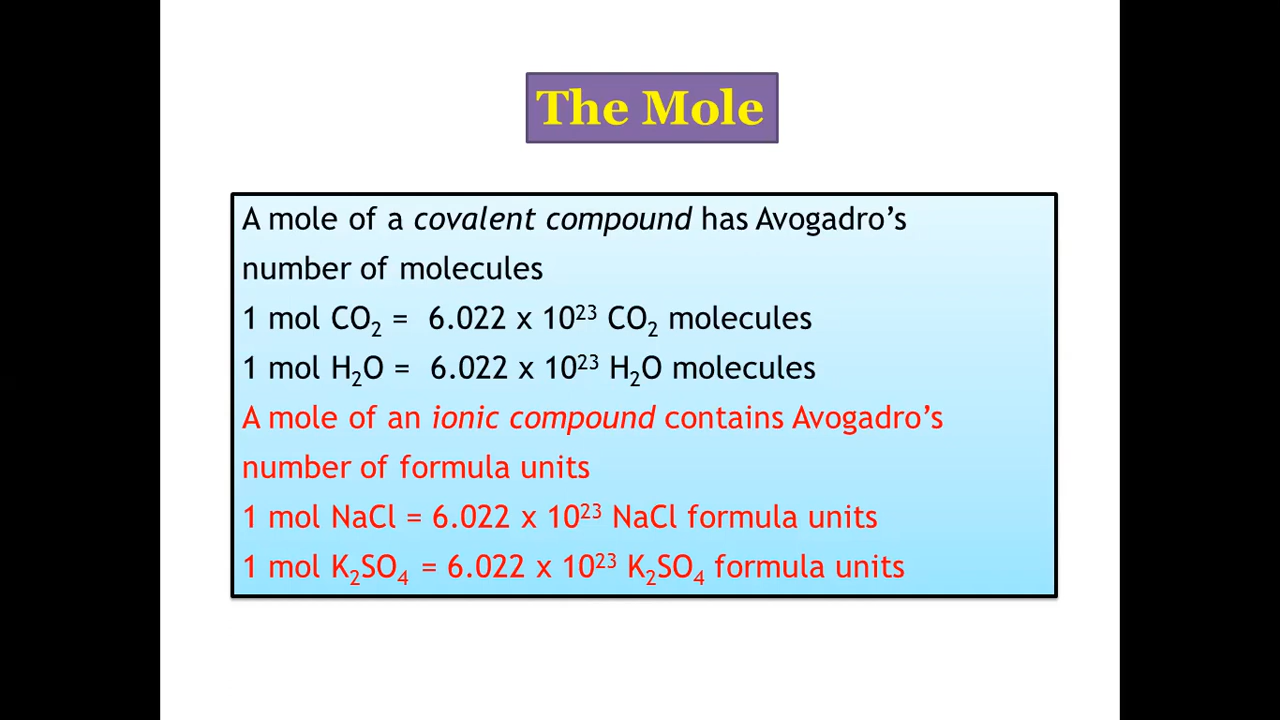 The Mole
A mole of a covalent compound has Avogadro’s
number of molecules
1 mol CO₂ = 6.022 x 10²³ CO₂ molecules
1 mol H₂O = 6.022 x 10²³ H₂O molecules
A mole of an ionic compound contains Avogadro’s
number of formula units
1 mol NaCl = 6.022 x 10²³ NaCl formula units
1 mol K₂SO₄ = 6.022 x 10²³ K₂SO₄ formula units